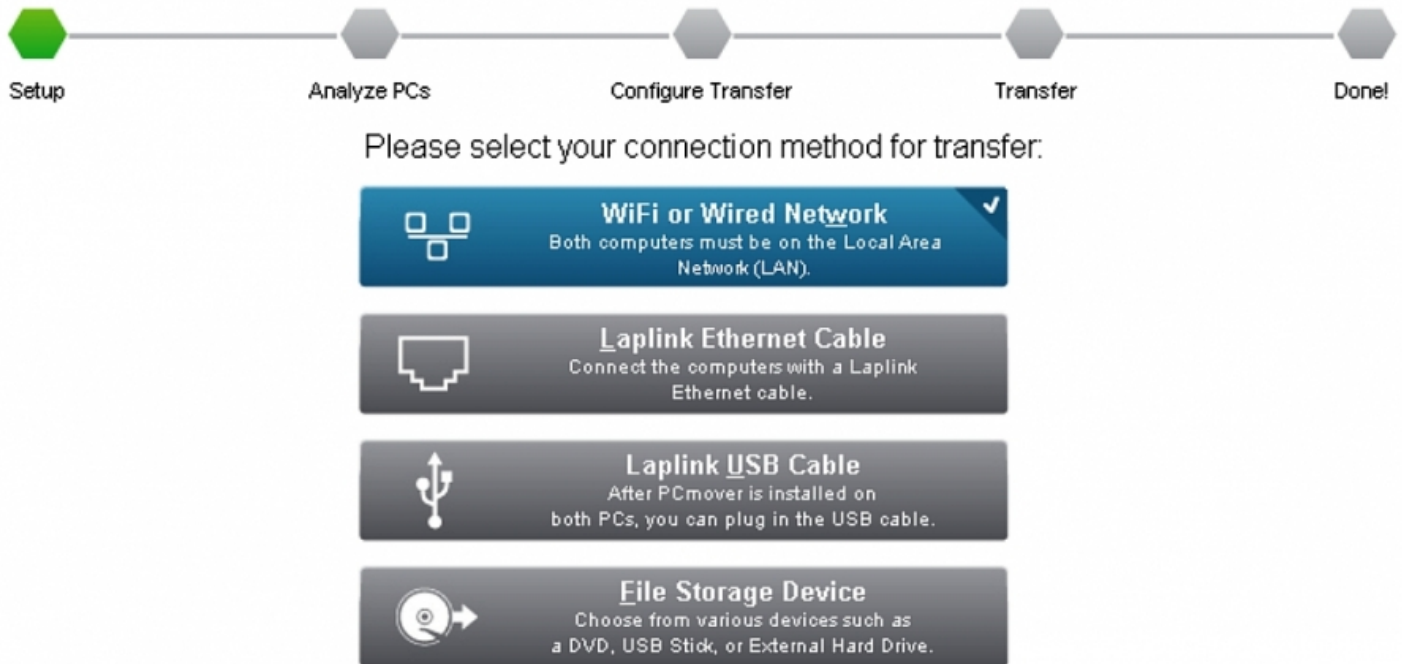 Setup
Analyze PCs
Configure Transfer
Transfer
Done!
Please select your connection method for transfer:
WiFi or Wired Network
Both computers must be on the Local Area
Network (LAN).
Laplink Ethernet Cable
Connect the computers with a Laplink
Ethernet cable.
Laplink USB Cable
After PCmover is installed on
both PCs, you can plug in the USB cable.
File Storage Device
Choose from various devices such as
a DVD, USB Stick, or External Hard Drive.